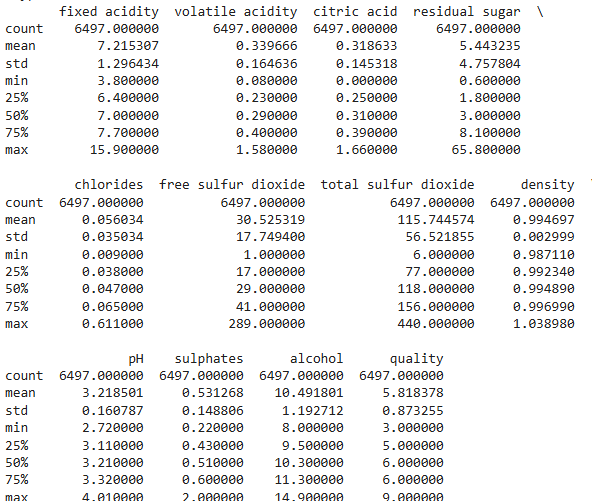 fixed acidity volatile acidity citric acid residual sugar \
count 6497.000000 6497.000000 6497.000000 6497.000000
mean 7.215307 0.339666 0.318633 5.443235
std 1.296434 0.164636 0.145318 4.757804
min 3.800000 0.080000 0.000000 0.600000
25% 6.400000 0.230000 0.250000 1.800000
50% 7.000000 0.290000 0.310000 3.000000
75% 7.700000 0.400000 0.390000 8.100000
max 15.900000 1.580000 1.660000 65.800000
chlorides free sulfur dioxide total sulfur dioxide density
count 6497.000000 6497.000000 6497.000000 6497.000000
mean 0.056034 30.525319 115.744574 0.994697
std 0.035034 17.749400 56.521855 0.002999
min 0.009000 1.000000 6.000000 0.987110
25% 0.038000 17.000000 77.000000 0.992340
50% 0.047000 29.000000 118.000000 0.994890
75% 0.065000 41.000000 156.000000 0.996990
max 0.611000 289.000000 440.000000 1.038980
pH sulphates alcohol quality
count 6497.000000 6497.000000 6497.000000 6497.000000
mean 3.218501 0.531268 10.491801 5.818378
std 0.160787 0.148806 1.192712 0.873255
min 2.720000 0.220000 8.000000 3.000000
25% 3.110000 0.430000 9.500000 5.000000
50% 3.210000 0.510000 10.300000 6.000000
75% 3.320000 0.600000 11.300000 6.000000
max 4.010000 2.000000 14.900000 9.000000